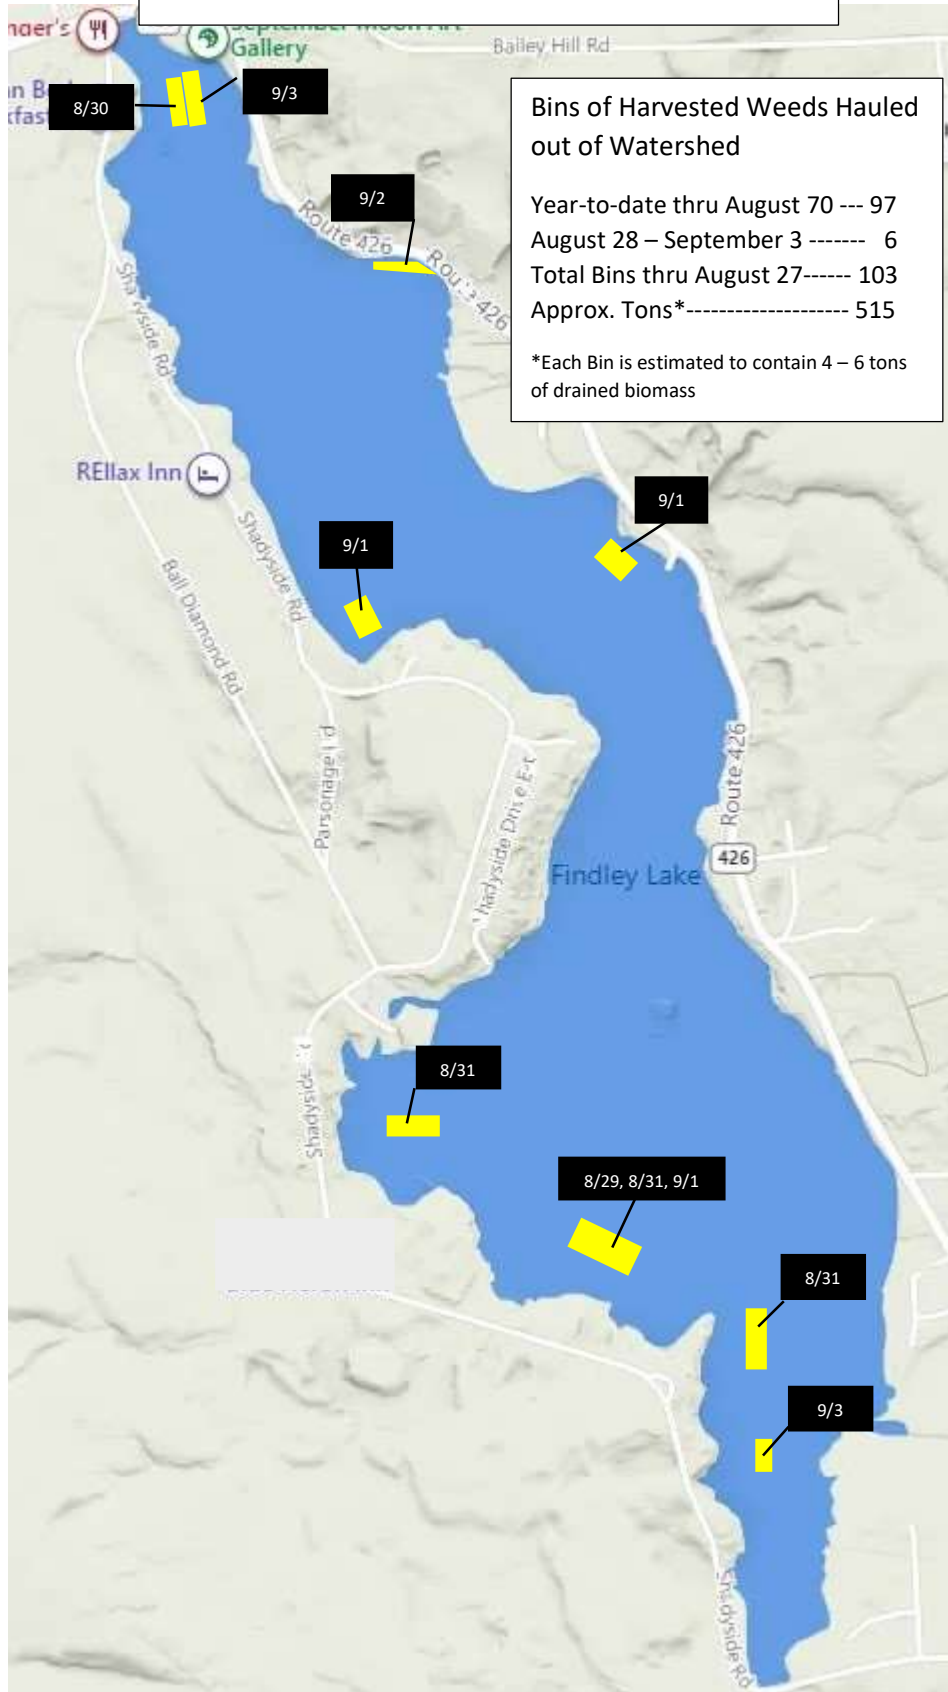 Gallery
Bailey Hill Rd
8/30
9/3
Bins of Harvested Weeds Hauled
out of Watershed
Year-to-date thru August 70 --- 97
August 28 – September 3 ------- 6
Total Bins thru August 27------ 103
Approx. Tons*-------------------- 515
*Each Bin is estimated to contain 4 – 6 tons
of drained biomass
9/2
Route 426
426
Rd
REllax Inn
Shadyside Rd
9/1
9/1
Ball Diamond Rd
Route 426
426
Findley Lake
8/31
8/29, 8/31, 9/1
8/31
9/3
Rd